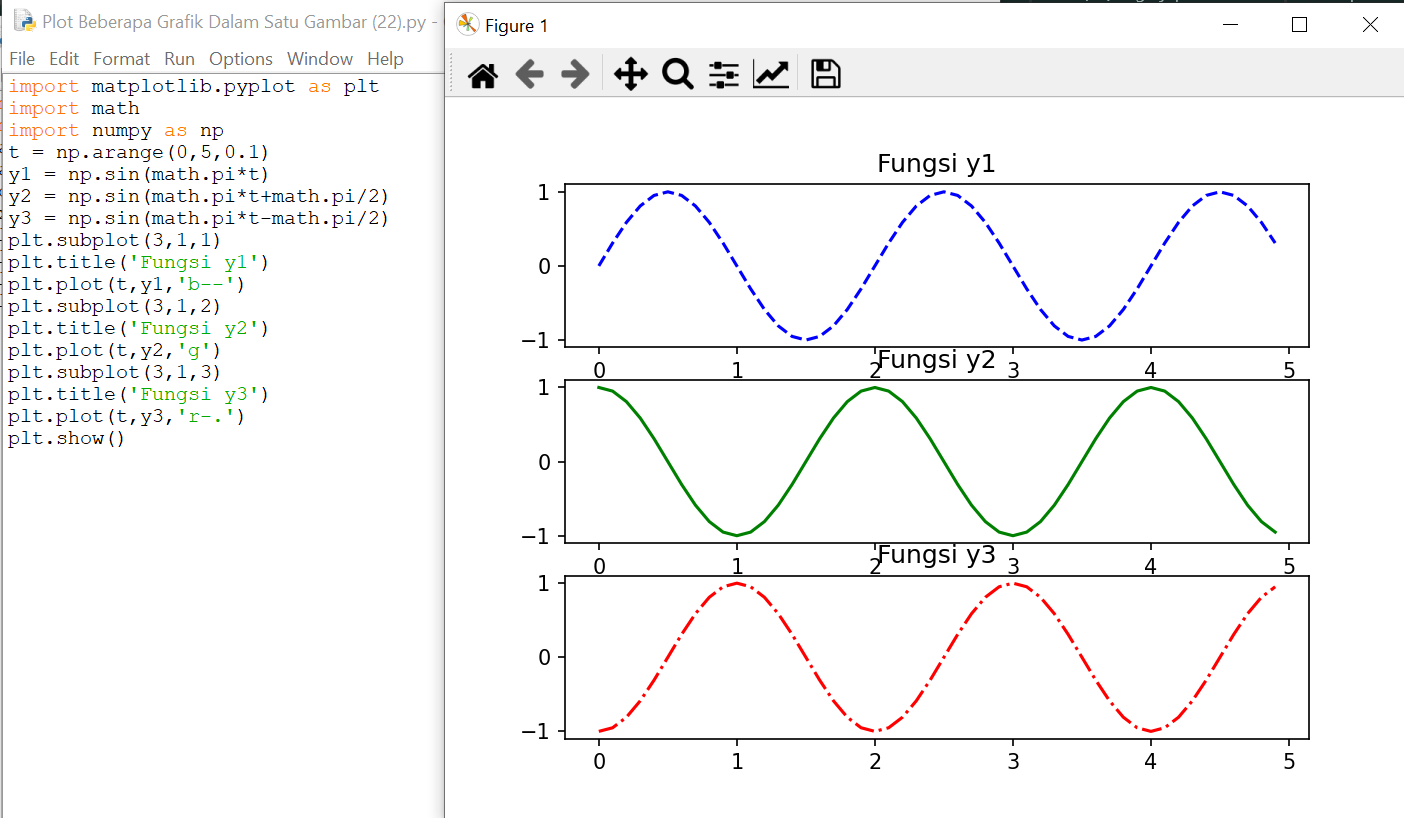 Plot Beberapa Grafik Dalam Satu Gambar (22).py -
File Edit Format Run Options Window Help
import matplotlib.pyplot as plt
import math
import numpy as np
t = np.arange(0,5,0.1)
y1 = np.sin(math.pi*t)
y2 = np.sin(math.pi*t+math.pi/2)
y3 = np.sin(math.pi*t-math.pi/2)
plt.subplot(3,1,1)
plt.title('Fungsi y1')
plt.plot(t,y1,'b--')
plt.subplot(3,1,2)
plt.title('Fungsi y2')
plt.plot(t,y2,'g')
plt.subplot(3,1,3)
plt.title('Fungsi y3')
plt.plot(t,y3,'r-.')
plt.show()
Figure 1
Fungsi y1
1
0
−1
0 1 2 3 4 5
Fungsi y2
1
0
−1
0 1 2 3 4 5
Fungsi y3
1
0
−1
0 1 2 3 4 5